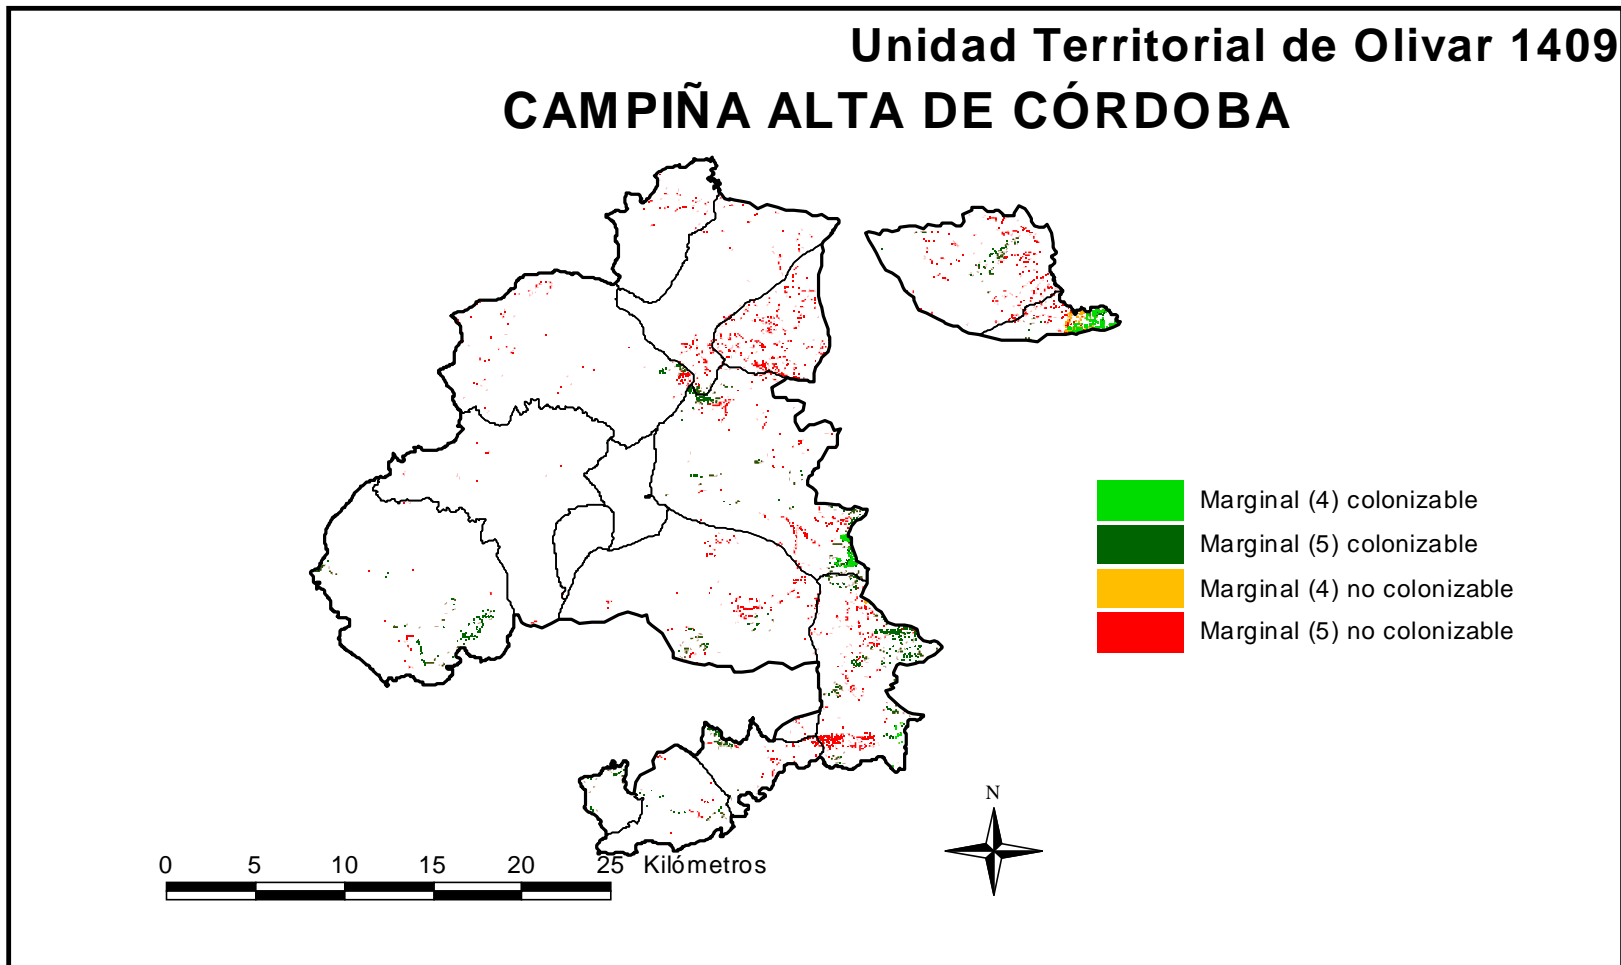 Unidad Territorial de Olivar 1409
CAMPIÑA ALTA DE CÓRDOBA
Marginal (4) colonizable
Marginal (5) colonizable
Marginal (4) no colonizable
Marginal (5) no colonizable
N
0 5 10 15 20 25 Kilómetros